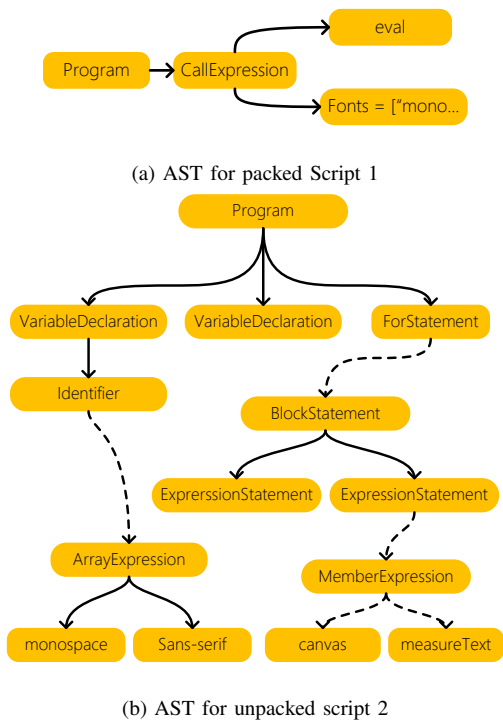 eval
Program
CallExpression
Fonts = ["mono...
(a) AST for packed Script 1
Program
VariableDeclaration
VariableDeclaration
ForStatement
Identifier
BlockStatement
ExprerssionStatement
ExpressionStatement
ArrayExpression
MemberExpression
monospace
Sans-serif
canvas
measureText
(b) AST for unpacked script 2